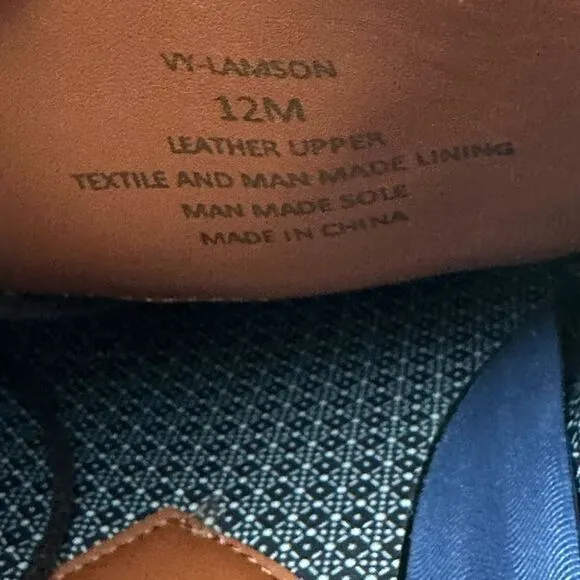 VY-LAMSON
12M
LEATHER UPPER
TEXTILE AND MAN MADE LINING
MAN MADE SOLE
MADE IN CHINA